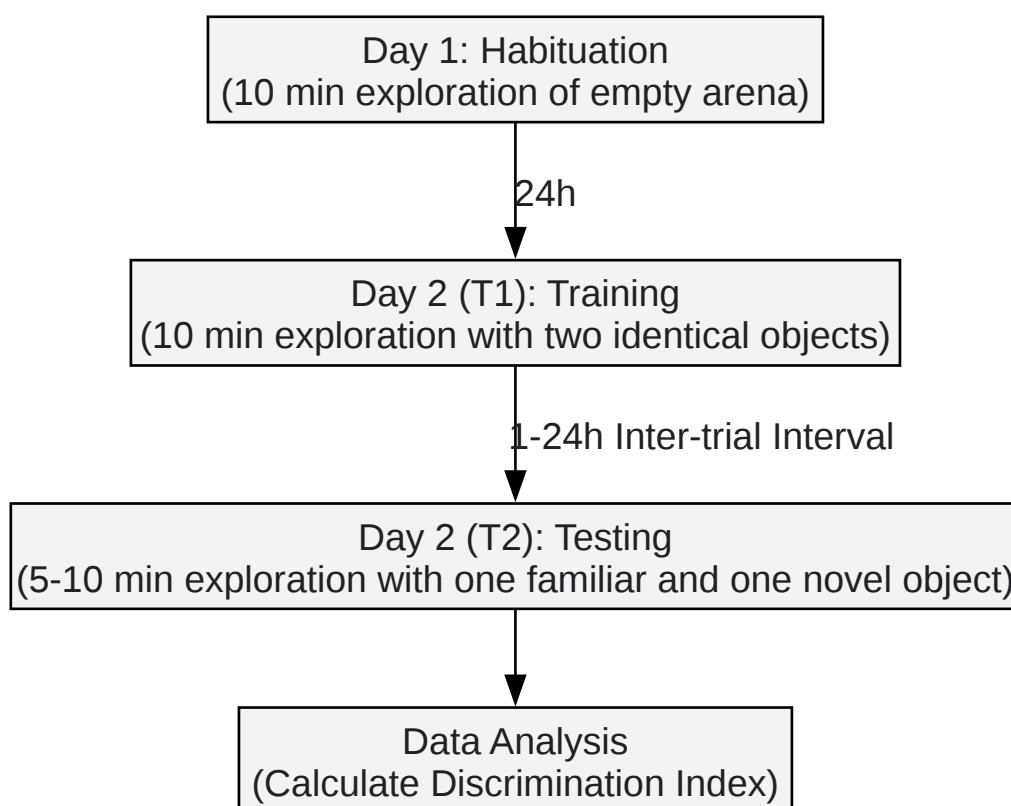 Day 1: Habituation
(10 min exploration of empty arena)
24h
Day 2 (T1): Training
(10 min exploration with two identical objects)
1-24h Inter-trial Interval
Day 2 (T2): Testing
(5-10 min exploration with one familiar and one novel object)
Data Analysis
(Calculate Discrimination Index)